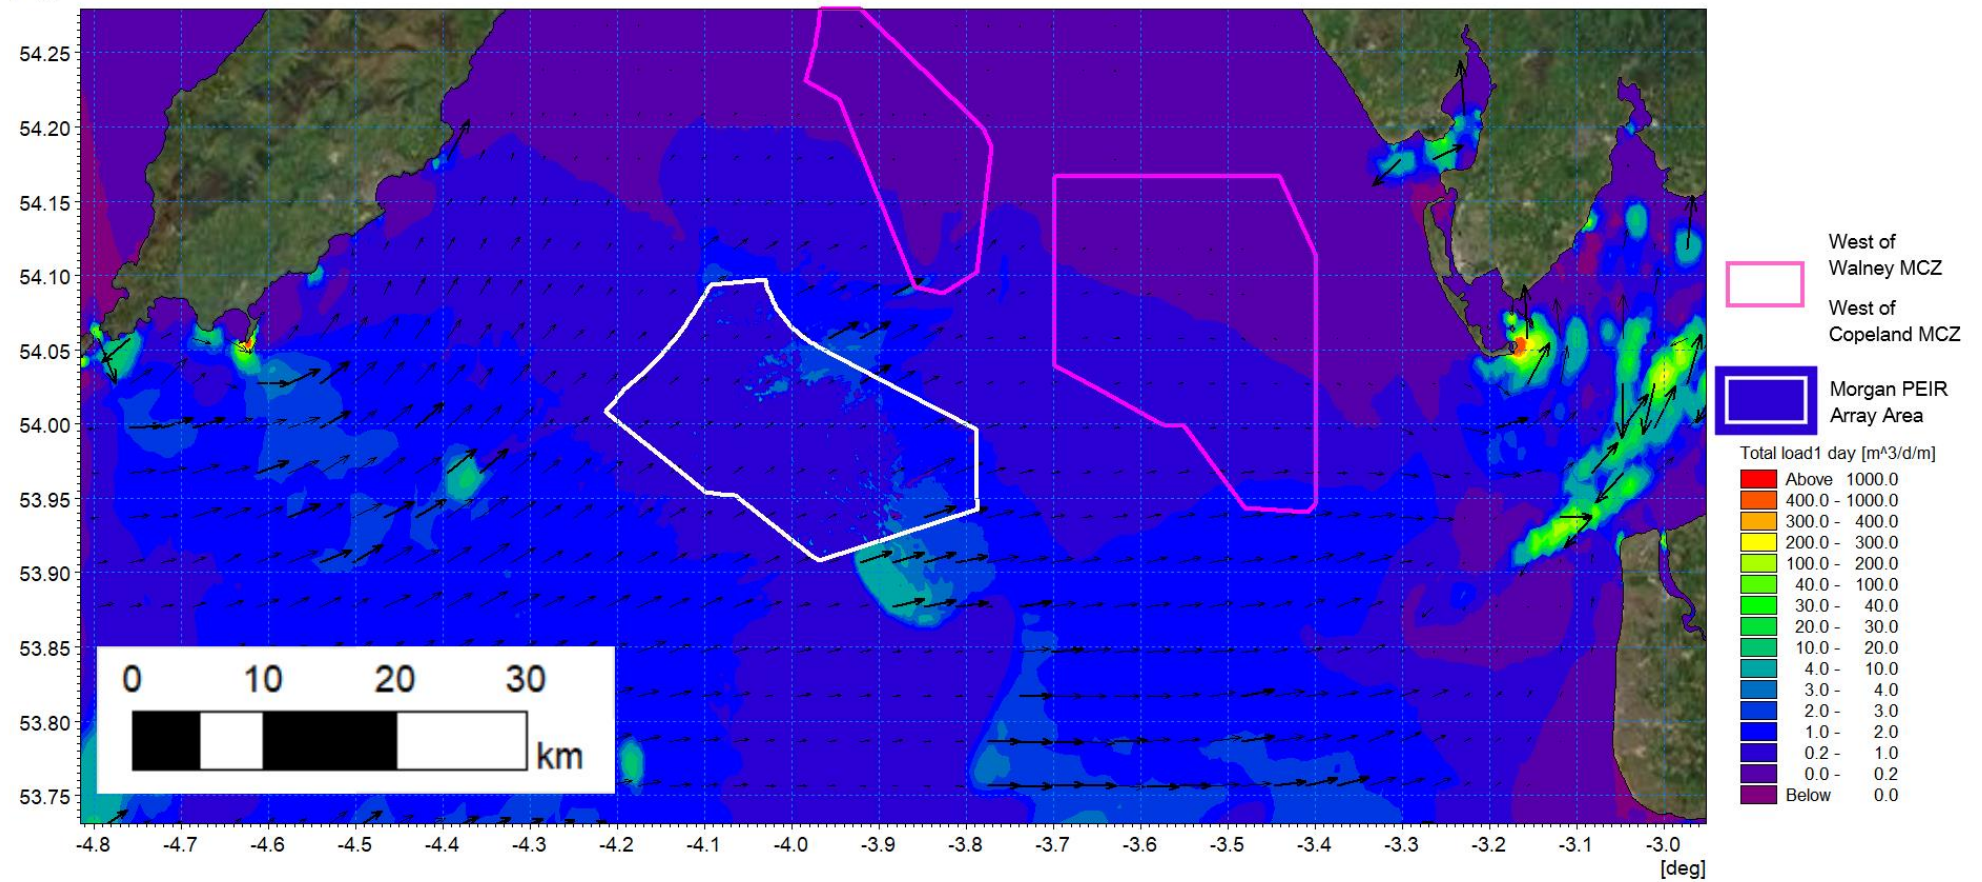 54.25
54.20
54.15
54.10
54.05
54.00
53.95
53.90
53.85
53.80
53.75
0 10 20 30
km
-4.8 -4.7 -4.6 -4.5 -4.4 -4.3 -4.2 -4.1 -4.0 -3.9 -3.8 -3.7 -3.6 -3.5 -3.4 -3.3 -3.2 -3.1 -3.0
[deg]
West of
Walney MCZ
West of
Copeland MCZ
Morgan PEIR
Array Area
Total load1 day [m^3/d/m]
Above 1000.0
400.0 - 1000.0
300.0 - 400.0
200.0 - 300.0
100.0 - 200.0
40.0 - 100.0
30.0 - 40.0
20.0 - 30.0
10.0 - 20.0
4.0 - 10.0
3.0 - 4.0
2.0 - 3.0
1.0 - 2.0
0.2 - 1.0
0.0 - 0.2
Below 0.0